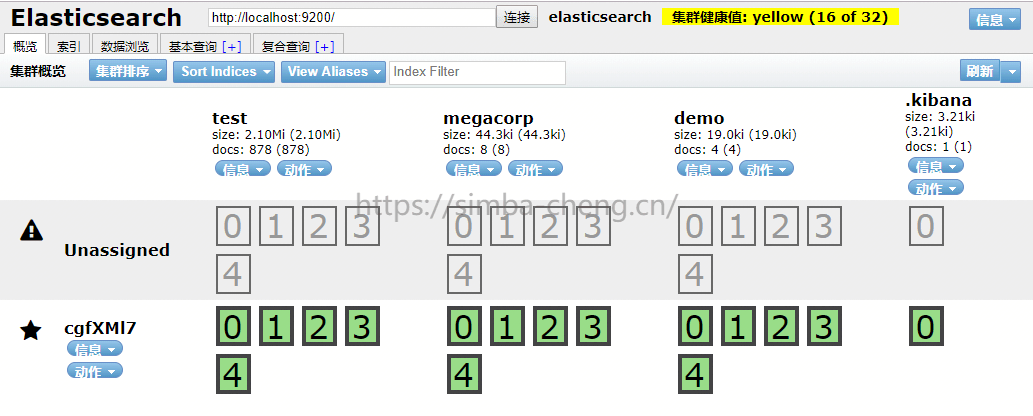 Elasticsearch http://localhost:9200/ 连接 elasticsearch 集群健康值: yellow (16 of 32) 信息
概览 索引 数据浏览 基本查询 [+] 复合查询 [+]
集群概览 集群排序 Sort Indices View Aliases Index Filter 刷新
test megacorp demo .kibana
size: 2.10Mi (2.10Mi) size: 44.3ki (44.3ki) size: 19.0ki (19.0ki) size: 3.21ki (3.21ki)
docs: 878 (878) docs: 8 (8) docs: 4 (4) docs: 1 (1)
信息 动作 信息 动作 信息 动作 信息 动作
https://simba-cheng.cn/
Unassigned 0 1 2 3 0 1 2 3 0 1 2 3 0
4 4 4
cgfXMl7 0 1 2 3 0 1 2 3 0 1 2 3 0
信息
动作 4 4 4